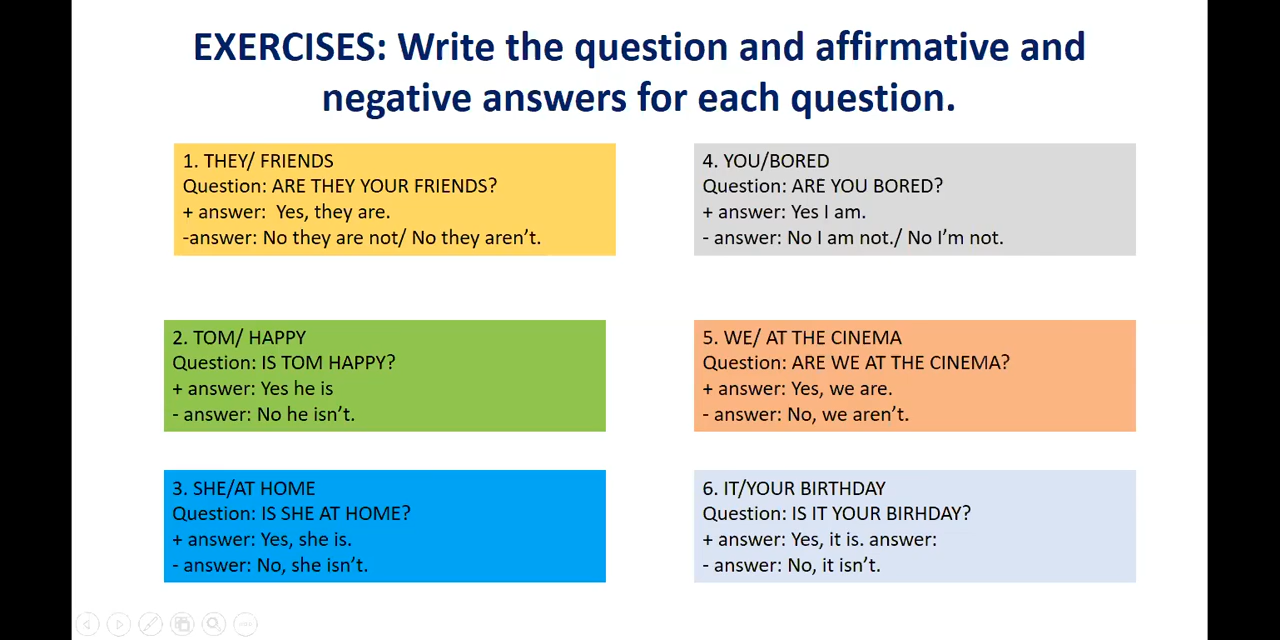 EXERCISES: Write the question and affirmative and
negative answers for each question.
1. THEY/ FRIENDS
Question: ARE THEY YOUR FRIENDS?
+ answer:  Yes, they are.
-answer: No they are not/ No they aren’t.
2. TOM/ HAPPY
Question: IS TOM HAPPY?
+ answer: Yes he is
- answer: No he isn’t.
3. SHE/AT HOME
Question: IS SHE AT HOME?
+ answer: Yes, she is.
- answer: No, she isn’t.
4. YOU/BORED
Question: ARE YOU BORED?
+ answer: Yes I am.
- answer: No I am not./ No I’m not.
5. WE/ AT THE CINEMA
Question: ARE WE AT THE CINEMA?
+ answer: Yes, we are.
- answer: No, we aren’t.
6. IT/YOUR BIRTHDAY
Question: IS IT YOUR BIRHDAY?
+ answer: Yes, it is. answer:
- answer: No, it isn’t.